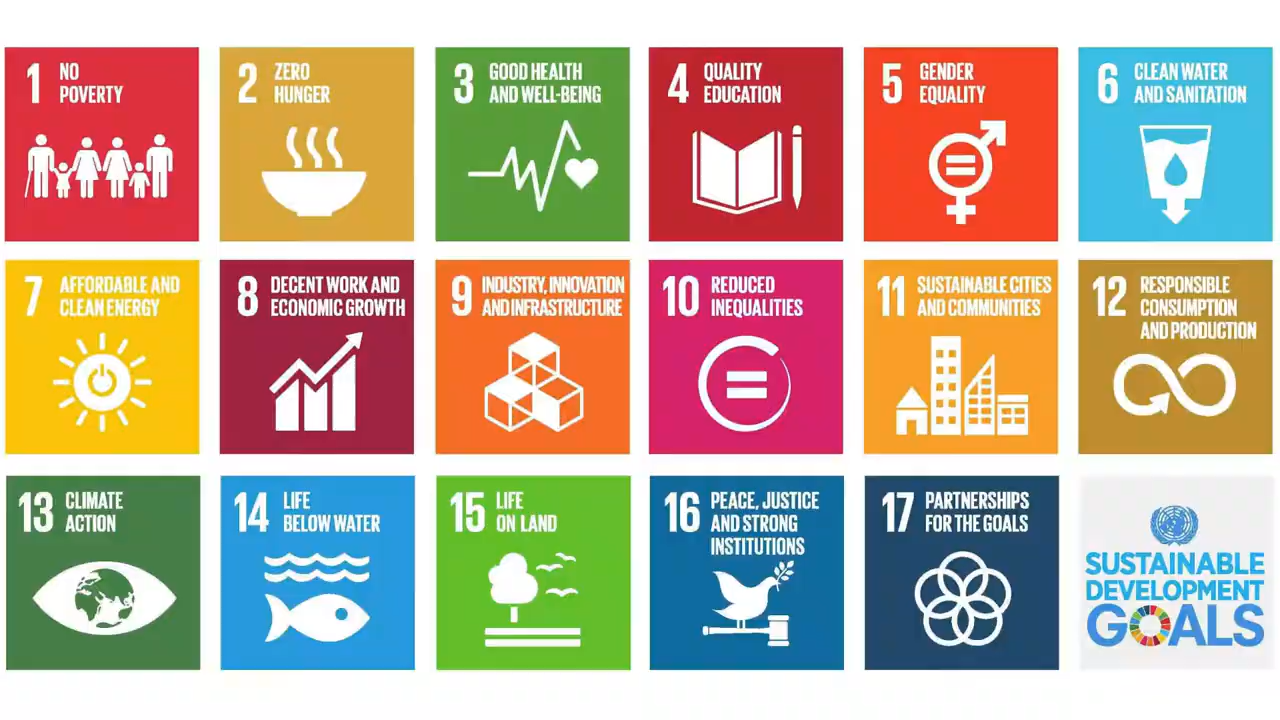 1 NO
POVERTY
2 ZERO
HUNGER
3 GOOD HEALTH
AND WELL-BEING
4 QUALITY
EDUCATION
5 GENDER
EQUALITY
6 CLEAN WATER
AND SANITATION
7 AFFORDABLE AND
CLEAN ENERGY
8 DECENT WORK AND
ECONOMIC GROWTH
9 INDUSTRY, INNOVATION
AND INFRASTRUCTURE
10 REDUCED
INEQUALITIES
11 SUSTAINABLE CITIES
AND COMMUNITIES
12 RESPONSIBLE
CONSUMPTION
AND PRODUCTION
13 CLIMATE
ACTION
14 LIFE
BELOW WATER
15 LIFE
ON LAND
16 PEACE, JUSTICE
AND STRONG
INSTITUTIONS
17 PARTNERSHIPS
FOR THE GOALS
SUSTAINABLE
DEVELOPMENT
GOALS